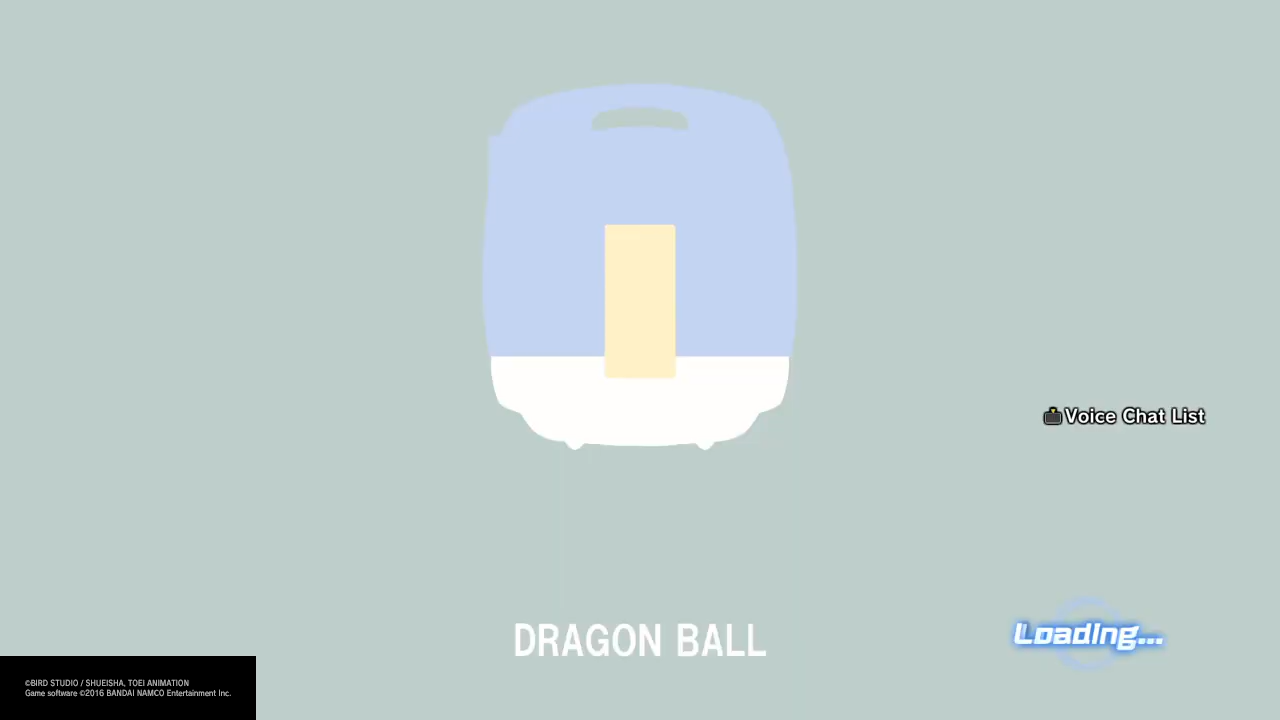 Voice Chat List
DRAGON BALL
Loading...
©BIRD STUDIO / SHUEISHA, TOEI ANIMATION
Game software ©2016 BANDAI NAMCO Entertainment Inc.